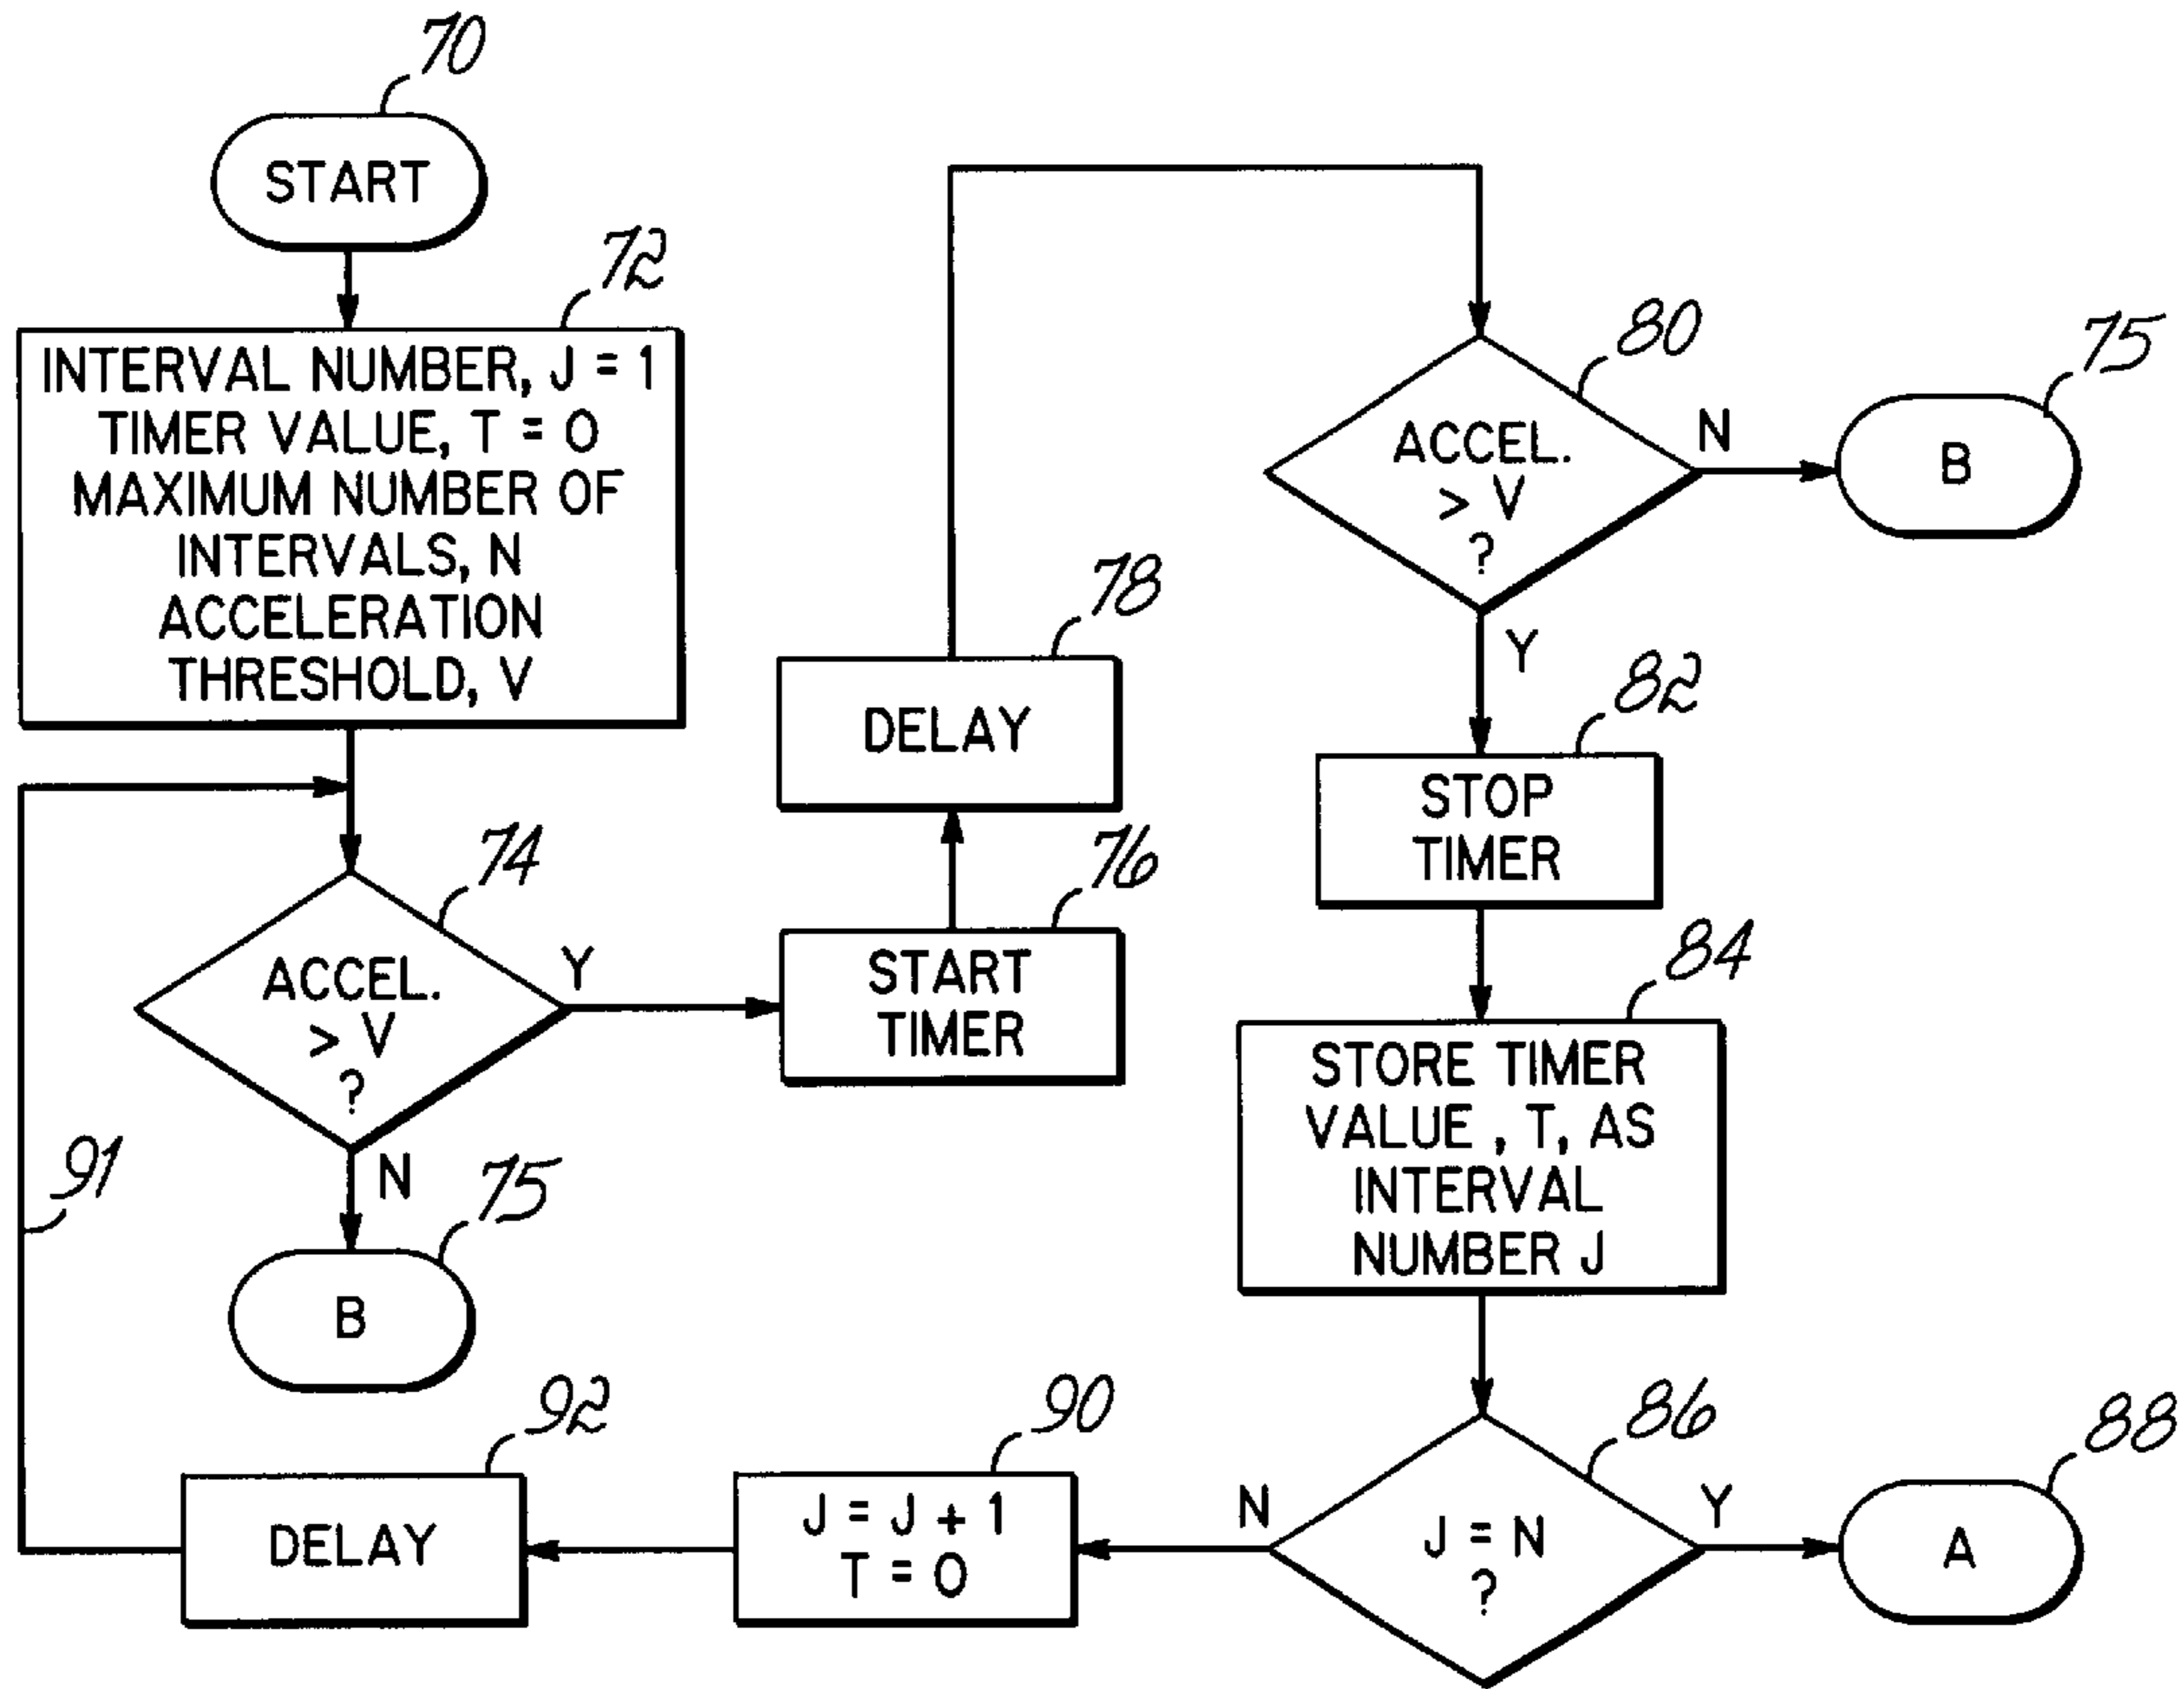 70
START
72
INTERVAL NUMBER, J = 1
TIMER VALUE, T = 0
MAXIMUM NUMBER OF
INTERVALS, N
ACCELERATION
THRESHOLD, V
74
ACCEL.
> V
?
Y
N
75
B
76
START
TIMER
78
DELAY
80
ACCEL.
> V
?
N
75
B
Y
82
STOP
TIMER
84
STORE TIMER
VALUE , T, AS
INTERVAL
NUMBER J
86
J = N
?
Y
88
A
N
90
J = J + 1
T = 0
92
DELAY
91